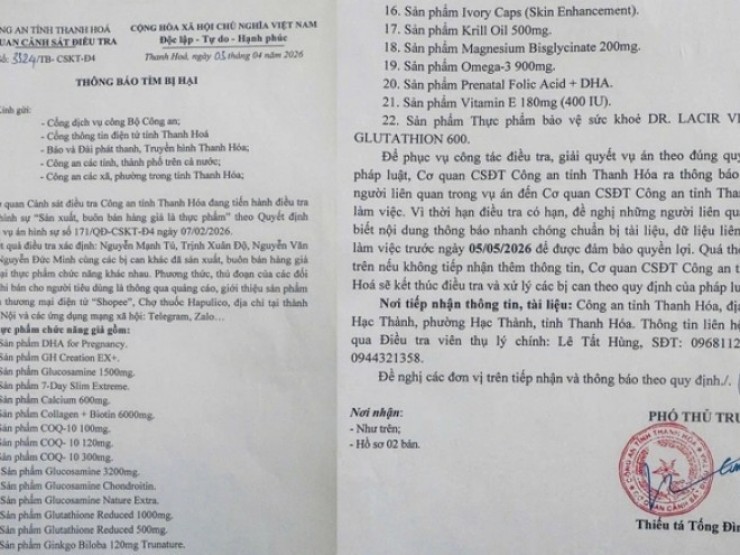 NG AN TỈNH THANH HOÁ
QUAN CẢNH SÁT ĐIỀU TRA
Số: 3324/TB- CSKT-Đ4
CỘNG HÒA XÃ HỘI CHỦ NGHĨA VIỆT NAM
Độc lập - Tự do - Hạnh phúc
Thanh Hoá, ngày 05 tháng 04 năm 2026
THÔNG BÁO TÌM BỊ HẠI
Kính gửi:
- Cổng dịch vụ công Bộ Công an;
- Cổng thông tin điện tử tỉnh Thanh Hoá
- Báo và Đài phát thanh, Truyền hình Thanh Hóa;
- Công an các tỉnh, thành phố trên cả nước;
- Công an các xã, phường trong tỉnh Thanh Hóa;
quan Cảnh sát điều tra Công an tỉnh Thanh Hóa đang tiến hành điều tra
hình sự "Sản xuất, buôn bán hàng giả là thực phẩm" theo Quyết định
vụ án hình sự số 171/QĐ-CSKT-Đ4 ngày 07/02/2026.
quả điều tra xác định: Nguyễn Mạnh Tú, Trịnh Xuân Độ, Nguyễn Văn
Nguyễn Đức Minh cùng các bị can khác đã sản xuất, buôn bán hàng giả
thực phẩm chức năng khác nhau. Phương thức, thủ đoạn của các đối
bán cho người tiêu dùng là thông qua quảng cáo, giới thiệu sản phẩm
thương mại điện tử "Shopee", Chợ thuốc Hapulico, địa chỉ tại thành
Nội và các ứng dụng mạng xã hội: Telegram, Zalo…
phẩm chức năng giả gồm:
Sản phẩm DHA for Pregnancy.
Sản phẩm GH Creation EX+.
Sản phẩm Glucosamine 1500mg.
Sản phẩm 7-Day Slim Extreme.
Sản phẩm Calcium 600mg.
Sản phẩm Collagen + Biotin 6000mg.
Sản phẩm COQ-10 100mg.
Sản phẩm COQ- 10 120mg.
Sản phẩm COQ- 10 300mg.
Sản phẩm Glucosamine 3200mg.
Sản phẩm Glucosamine Chondroitin.
Sản phẩm Glucosamine Nature Extra.
Sản phẩm Glutathione Reduced 1000mg.
Sản phẩm Glutathione Reduced 500mg.
Sản phẩm Ginkgo Biloba 120mg Trunature.
16. Sản phẩm Ivory Caps (Skin Enhancement).
17. Sản phẩm Krill Oil 500mg.
18. Sản phẩm Magnesium Bisglycinate 200mg.
19. Sản phẩm Omega-3 900mg.
20. Sản phẩm Prenatal Folic Acid + DHA.
21. Sản phẩm Vitamin E 180mg (400 IU).
22. Sản phẩm Thực phẩm bảo vệ sức khoẻ DR. LACIR VI
GLUTATHION 600.
Để phục vụ công tác điều tra, giải quyết vụ án theo đúng quy
pháp luật, Cơ quan CSĐT Công an tỉnh Thanh Hóa ra thông báo
người liên quan trong vụ án đến Cơ quan CSĐT Công an tỉnh Than
làm việc. Vì thời hạn điều tra có hạn, đề nghị những người liên qua
biết nội dung thông báo nhanh chóng chuẩn bị tài liệu, dữ liệu liên
làm việc trước ngày 05/05/2026 để được đảm bảo quyền lợi. Quá thờ
trên nếu không tiếp nhận thêm thông tin, Cơ quan CSĐT Công an t
Hoá sẽ kết thúc điều tra và xử lý các bị can theo quy định của pháp luậ
Nơi tiếp nhận thông tin, tài liệu: Công an tỉnh Thanh Hóa, địa
Hạc Thành, phường Hạc Thành, tỉnh Thanh Hóa. Thông tin liên hệ
qua Điều tra viên thụ lý chính: Lê Tất Hùng, SĐT: 0968112
0944321358.
Đề nghị các đơn vị trên tiếp nhận và thông báo theo quy định./.
Nơi nhận:
- Như trên;
- Hồ sơ 02 bản.
PHÓ THỦ TRƯ
Thiếu tá Tống Đìn